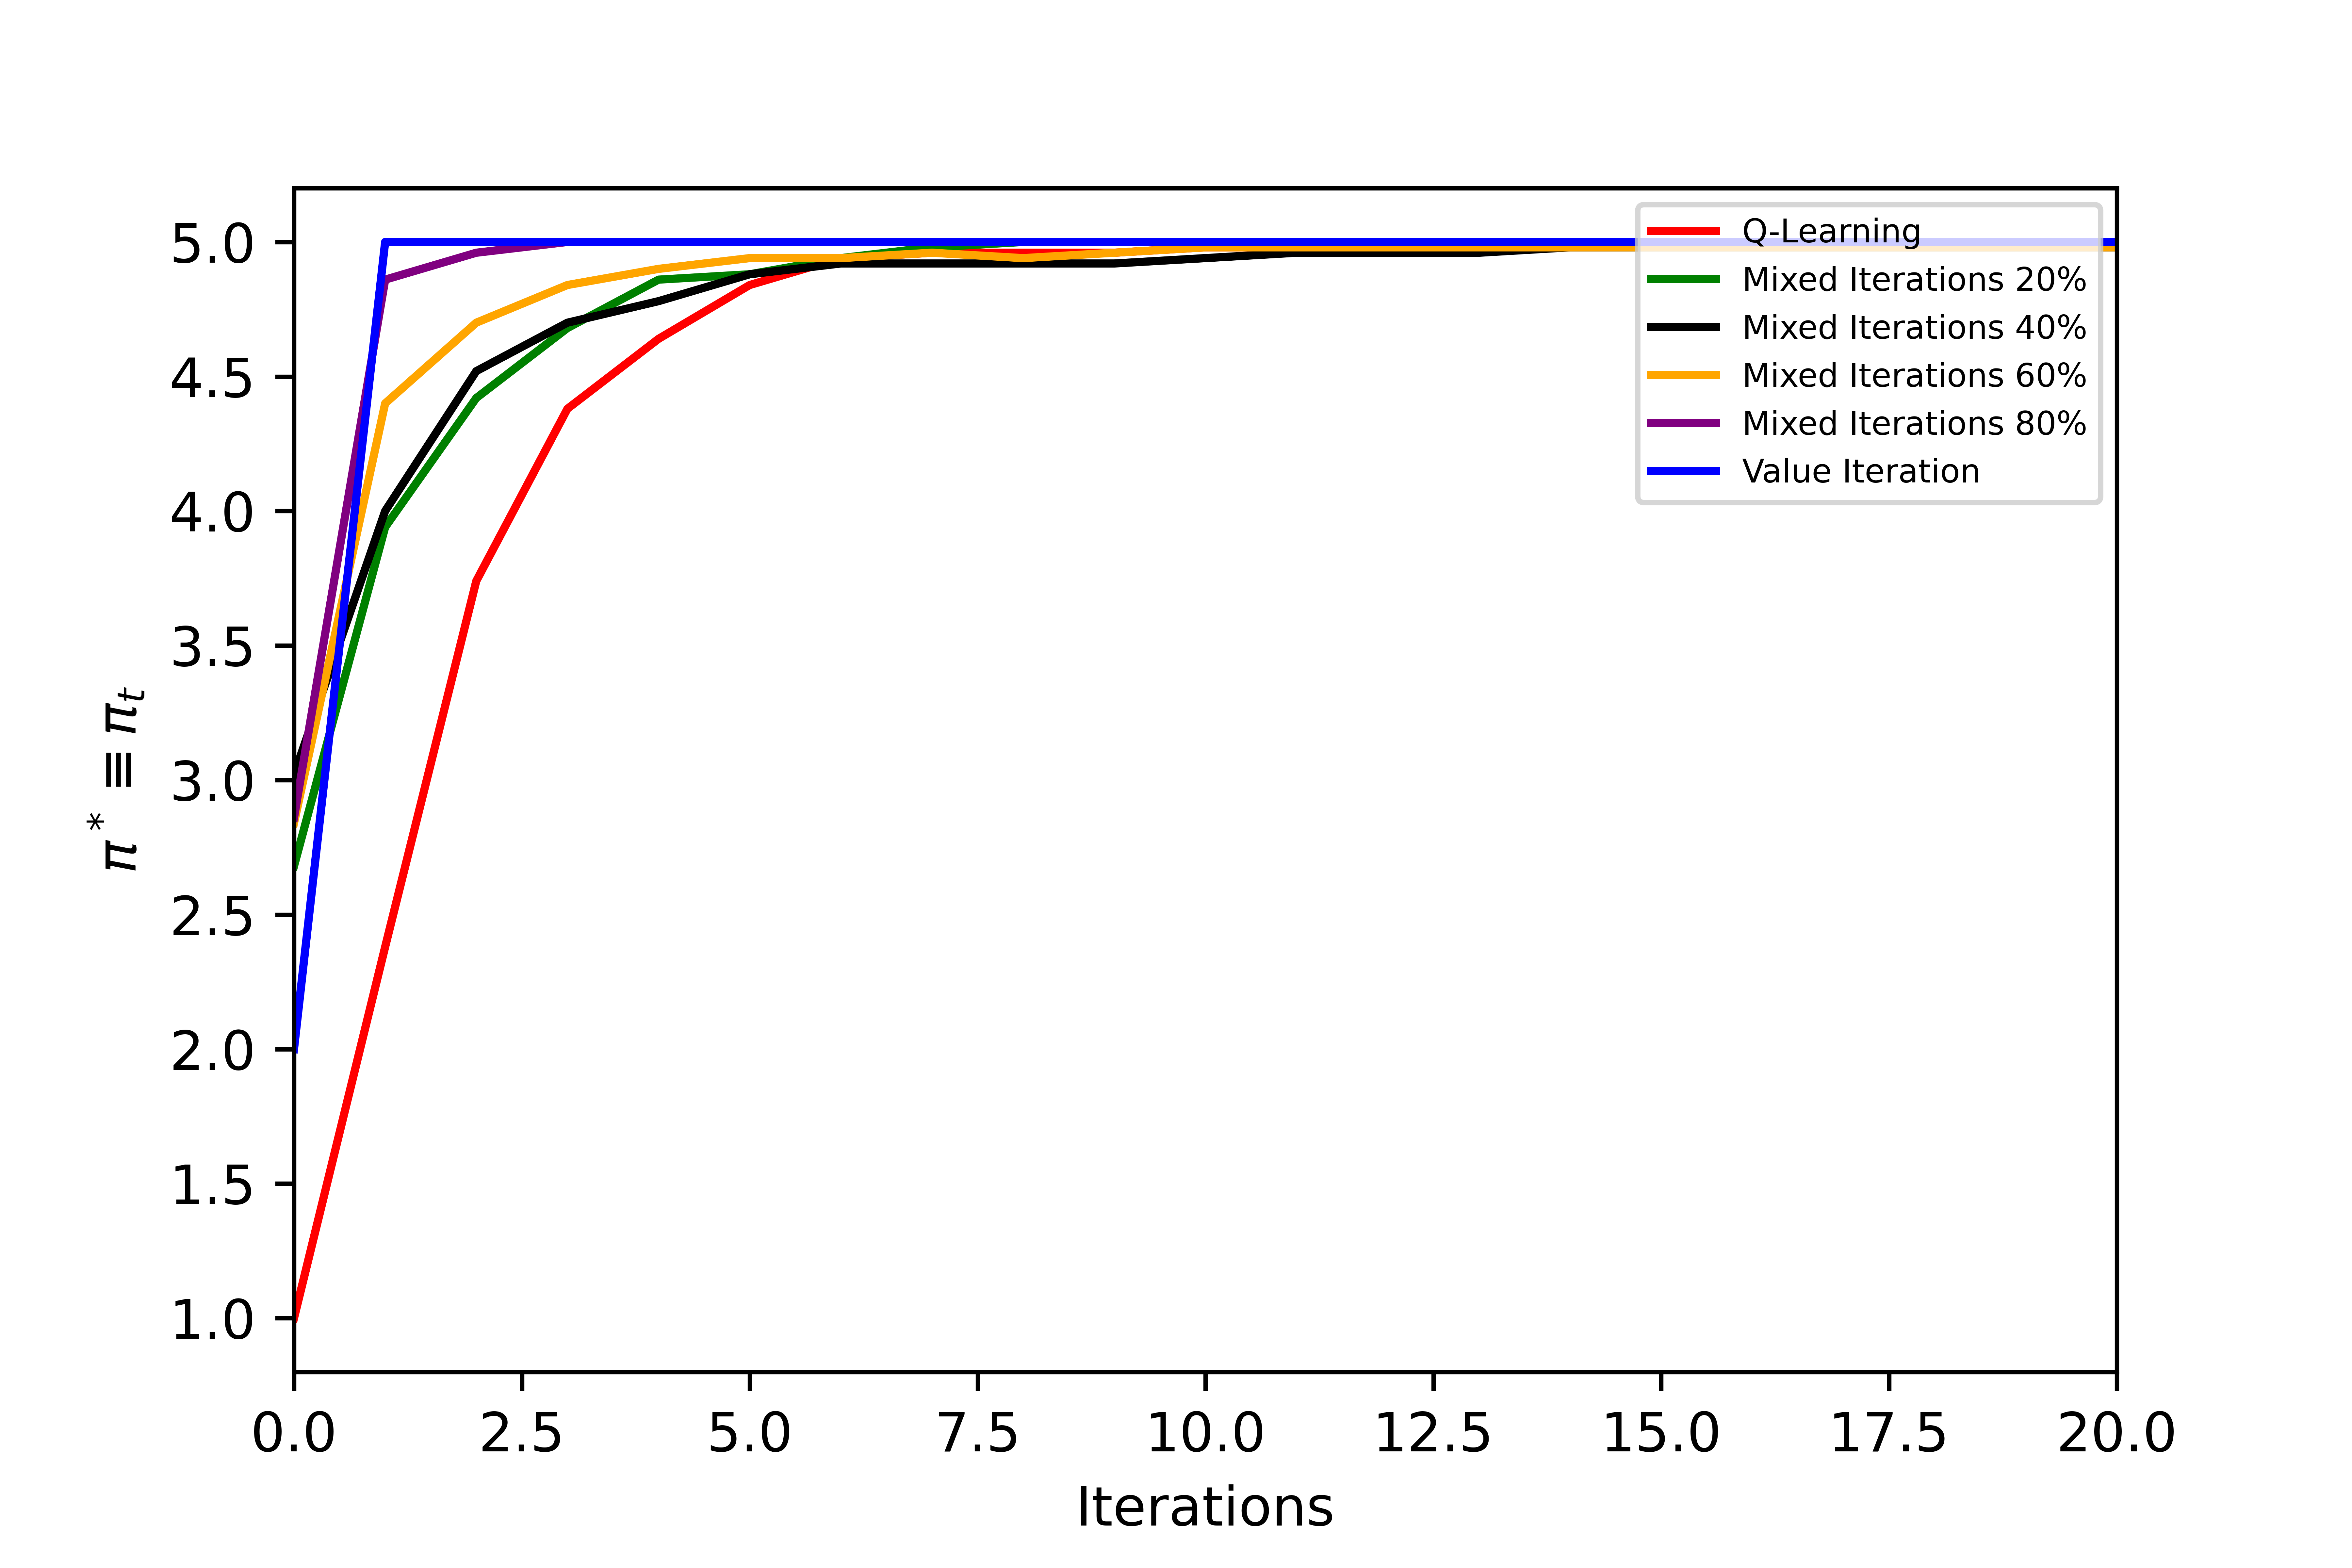 5.0
4.5
4.0
3.5
3.0
2.5
2.0
1.5
1.0
π* ≡ πt
0.0 2.5 5.0 7.5 10.0 12.5 15.0 17.5 20.0
Iterations
Q-Learning
Mixed Iterations 20%
Mixed Iterations 40%
Mixed Iterations 60%
Mixed Iterations 80%
Value Iteration